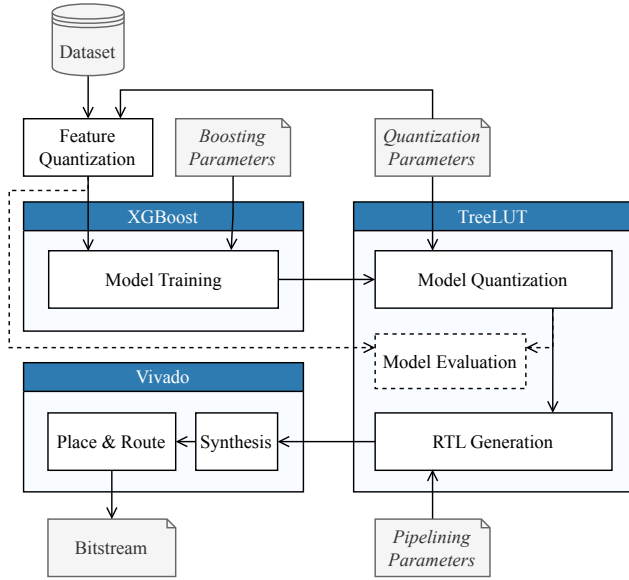 Dataset
Feature
Quantization
Boosting
Parameters
Quantization
Parameters
XGBoost
TreeLUT
Model Training
Model Quantization
Model Evaluation
Vivado
Place & Route
Synthesis
RTL Generation
Bitstream
Pipelining
Parameters